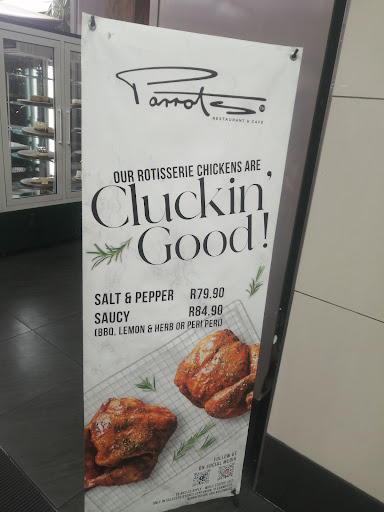 Parrots
RESTAURANT & CAFE
OUR ROTISSERIE CHICKENS ARE
Cluckin'
Good!
SALT & PEPPER R79.90
SAUCY R84,90
(BBQ, LEMON & HERB OR PERI PERI)
FOLLOW US
ON SOCIAL MEDIA